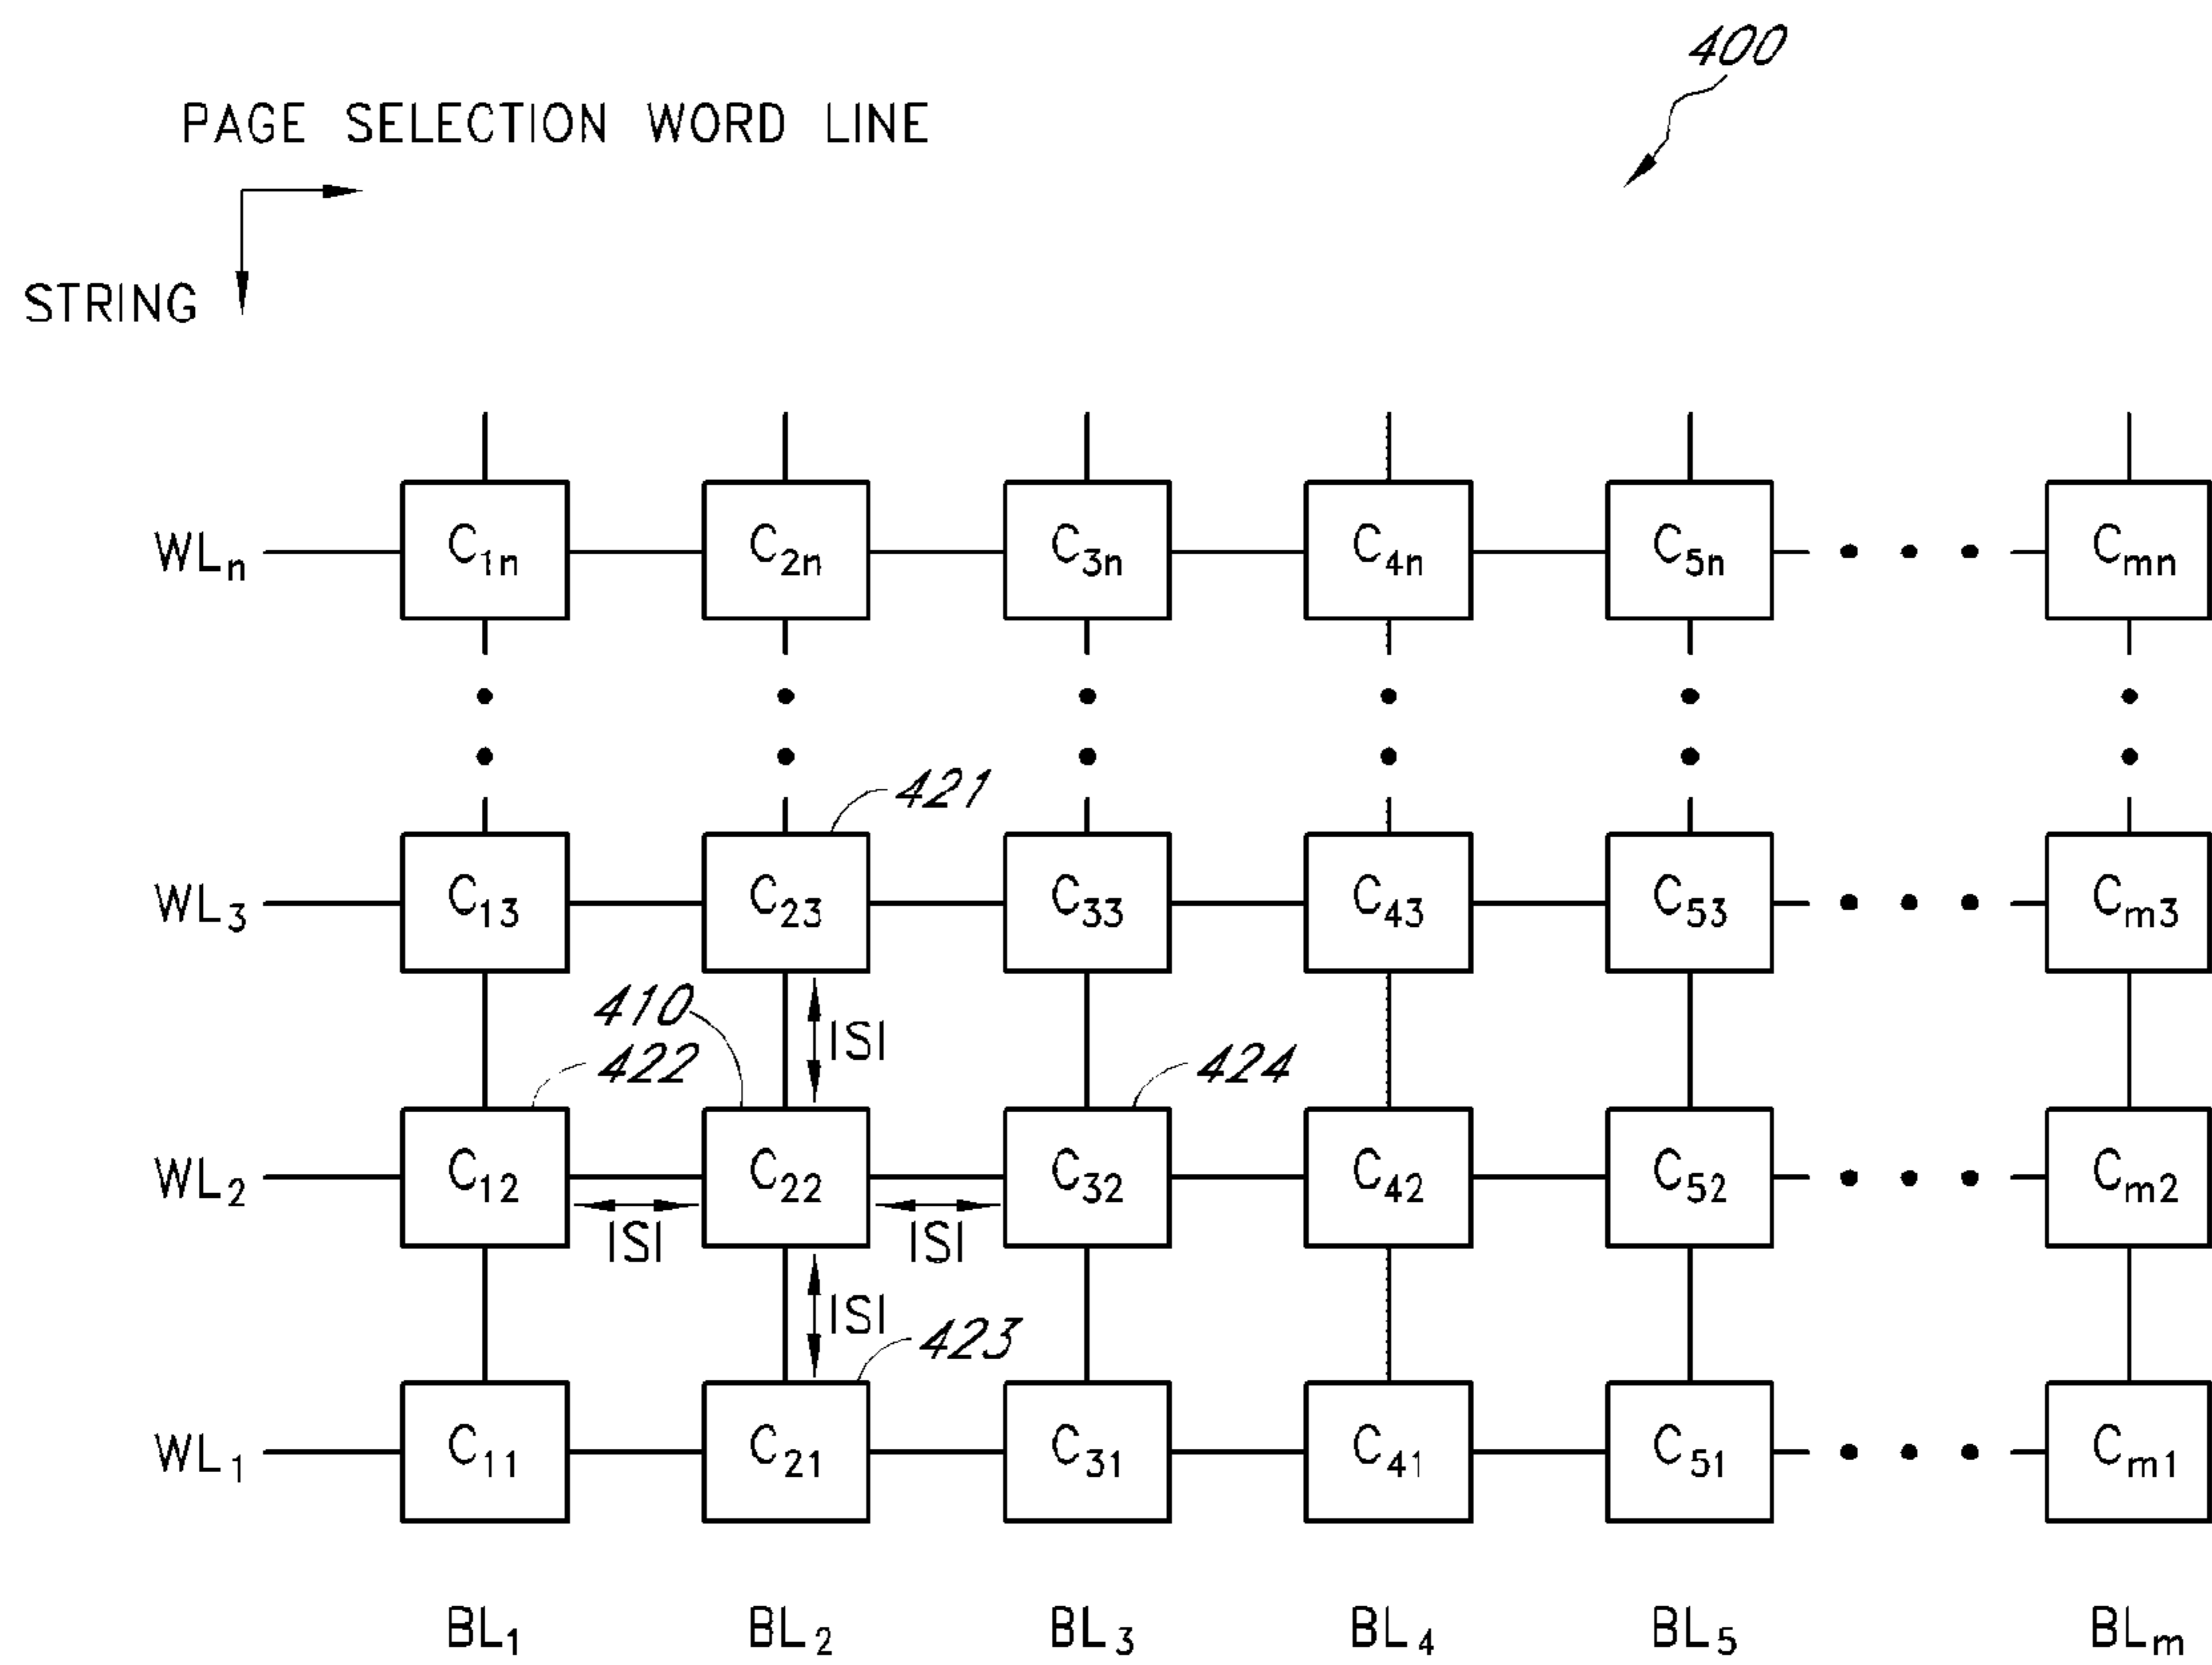 400
PAGE SELECTION WORD LINE
STRING
WLn C1n C2n C3n C4n C5n Cmn
421
WL3 C13 C23 C33 C43 C53 Cm3
410 ISI
422 424
WL2 C12 C22 C32 C42 C52 Cm2
ISI ISI
ISI
423
WL1 C11 C21 C31 C41 C51 Cm1
BL1 BL2 BL3 BL4 BL5 BLm